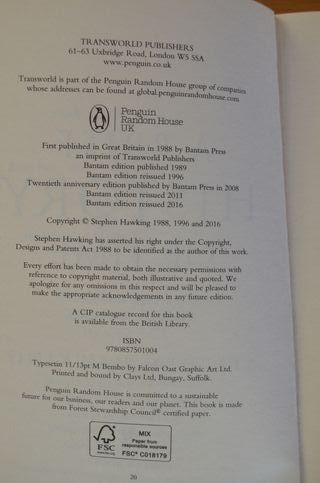 TRANSWORLD PUBLISHERS
61–63 Uxbridge Road, London W5 5SA
www.penguin.co.uk
Transworld is part of the Penguin Random House group of companies
whose addresses can be found at global.penguinrandomhouse.com
Penguin
Random House
UK
First published in Great Britain in 1988 by Bantam Press
an imprint of Transworld Publishers
Bantam edition published 1989
Bantam edition reissued 1996
Twentieth anniversary edition published by Bantam Press in 2008
Bantam edition reissued 2011
Bantam edition reissued 2016
Copyright © Stephen Hawking 1988, 1996 and 2016
Stephen Hawking has asserted his right under the Copyright,
Designs and Patents Act 1988 to be identified as the author of this work.
Every effort has been made to obtain the necessary permissions with
reference to copyright material, both illustrative and quoted. We
apologize for any omissions in this respect and will be pleased to
make the appropriate acknowledgements in any future edition.
A CIP catalogue record for this book
is available from the British Library.
ISBN
9780857501004
Typeset in 11/13pt M Bembo by Falcon Oast Graphic Art Ltd.
Printed and bound by Clays Ltd, Bungay, Suffolk.
Penguin Random House is committed to a sustainable
future for our business, our readers and our planet. This book is made
from Forest Stewardship Council® certified paper.
FSC
www.fsc.org
MIX
Paper from
responsible sources
FSC® C018179
20